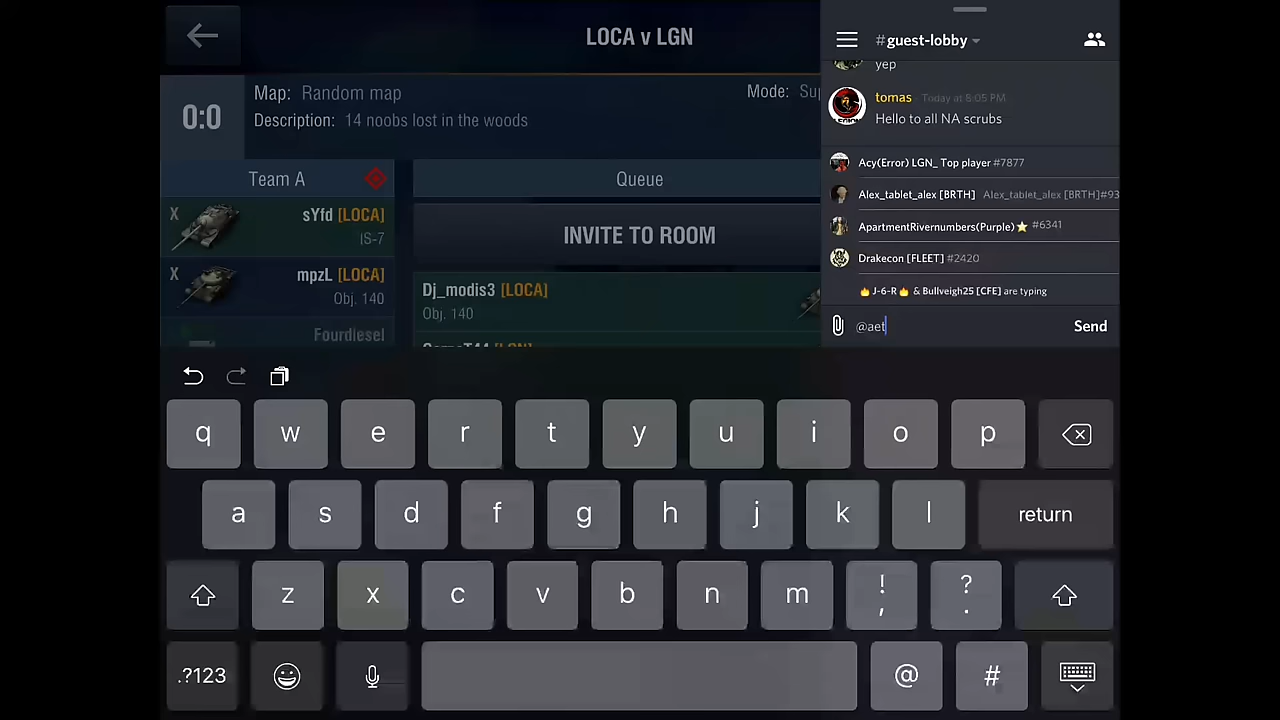 LOCA v LGN
0:0
Map: Random map
Mode:
Description: 14 noobs lost in the woods
Team A
X
sYfd [LOCA]
IS-7
X
mpzL [LOCA]
Obj. 140
Fourdiesel
Queue
INVITE TO ROOM
Dj_modis3 [LOCA]
Obj. 140
#guest-lobby
yep
tomas Today at 8:05 PM
Hello to all NA scrubs
Acy(Error) LGN_ Top player #7877
Alex_tablet_alex [BRTH] Alex_tablet_alex [BRTH]#93
ApartmentRivernumbers(Purple)⭐ #6341
Drakecon [FLEET] #2420
🔥J-6-R🔥 & Bullveigh25 [CFE] are typing
@aet
Send
q w e r t y u i o p
a s d f g h j k l return
z x c v b n m ! , ? .
.?123 @ #